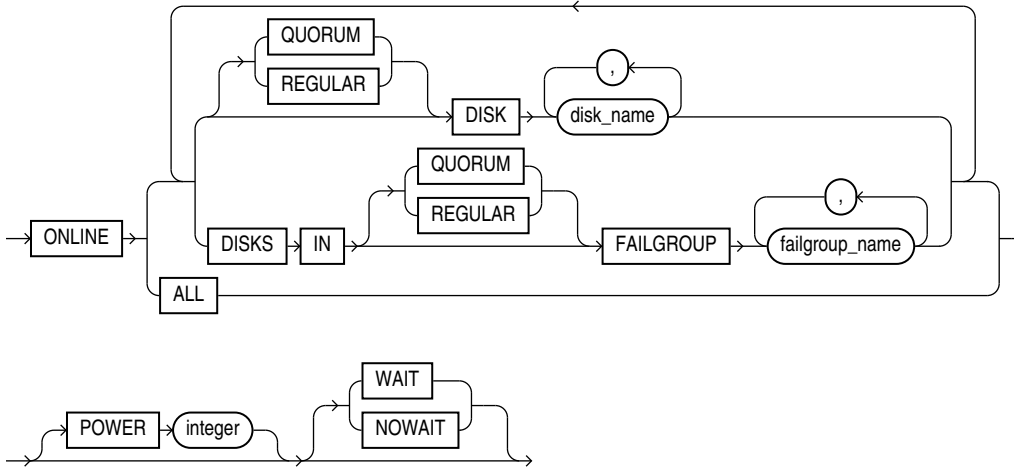 QUORUM
REGULAR
,
DISK disk_name
QUORUM
REGULAR
,
ONLINE DISKS IN FAILGROUP failgroup_name
ALL
WAIT
POWER integer
NOWAIT